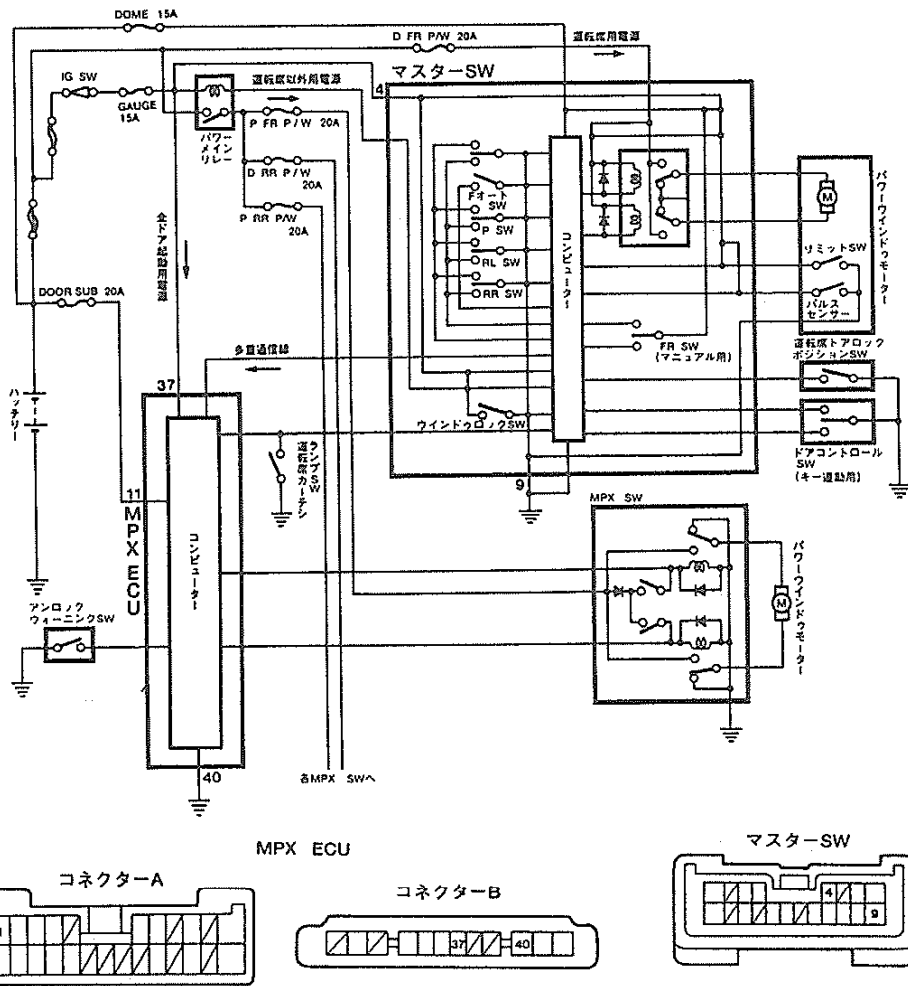 DOME 15A
D FR P/W 20A
運転席用電源
IG SW
GAUGE
15A
運転席以外用電源
マスターSW
4
P FR P/W 20A
パワー
メイン
リレー
D RR P/W
20A
P RR P/W
20A
Fオート
SW
P SW
RL SW
RR SW
コンピューター
M
パワーウインドゥモーター
リミットSW
パルス
センサー
全ドア起動用電源
DOOR SUB 20A
FR SW
(マニュアル用)
運転席トアロック
ポジションSW
多重通信線
バッテリー
37
ウインドゥロックSW
ランプSW
運転席カーテシ
ドアコントロール
SW
(キー連動用)
9
11
MPX ECU
コンピューター
MPX SW
M
パワーウインドゥモーター
アンロック
ウォーニングSW
40
各MPX SWへ
MPX ECU
マスターSW
コネクターA
コネクターB
37
40
4
9